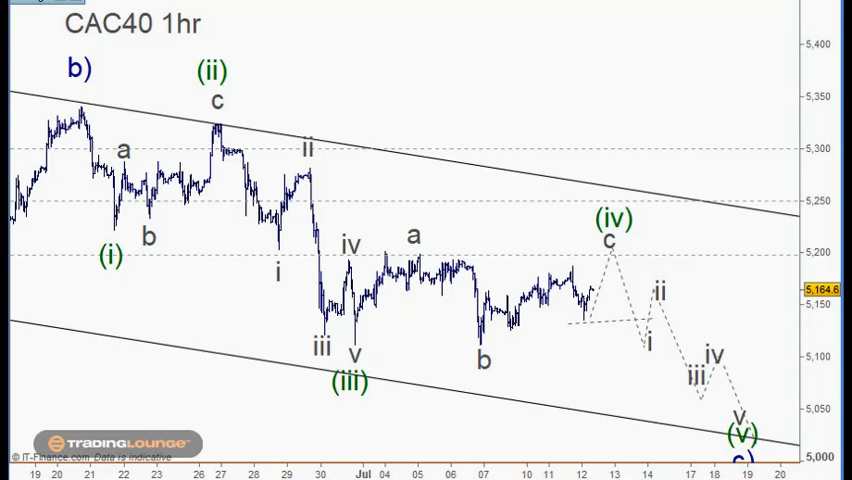 CAC40 1hr
b)
(ii)
c
a
ii
b
(i)
i
iv
a
iii
v
(iii)
b
(iv)
c
ii
i
iv
iii
v
(v)
c)
5,400
5,350
5,300
5,250
5,200
5,164.6
5,150
5,100
5,050
5,000
TRADINGLOUNGE
© IT-Finance.com Data is indicative
19 20 21 22 23 26 27 28 29 30 Jul 04 05 06 07 10 11 12 13 14 17 18 19 20